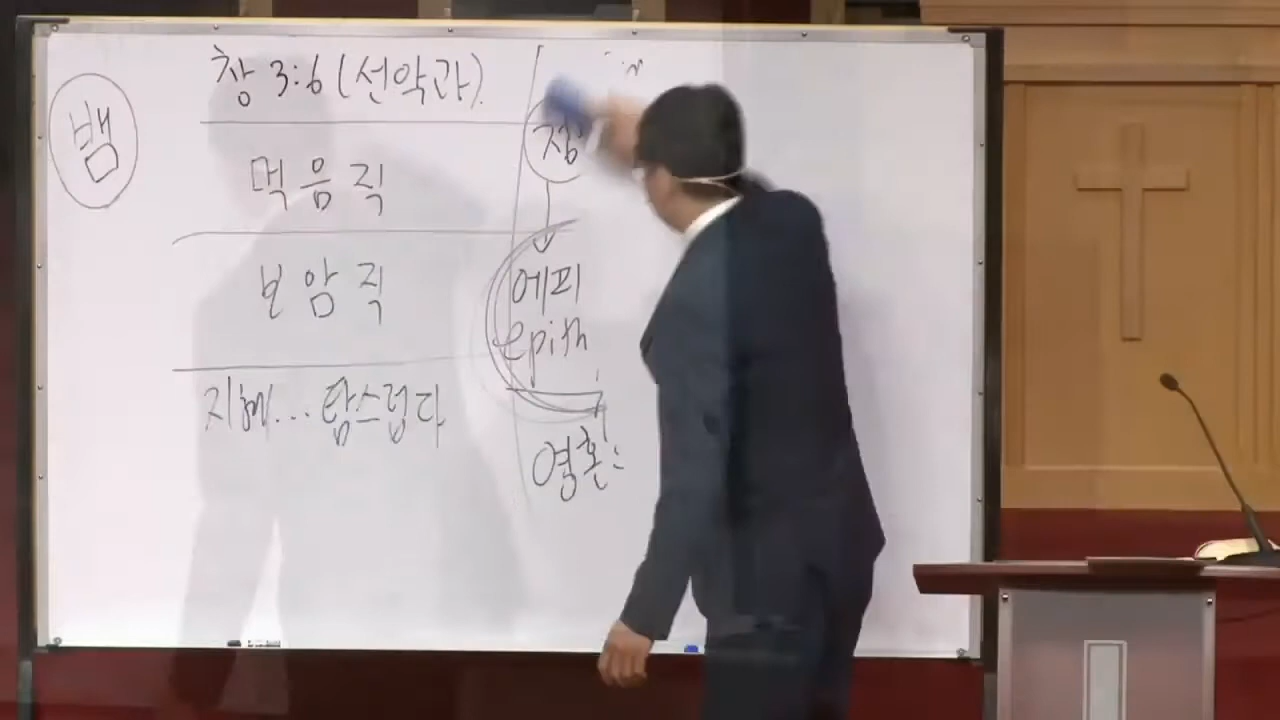 뱀
창 3:6 (선악과).
먹음직
보암직
지혜... 탐스럽다
정
에피
epith
영혼: